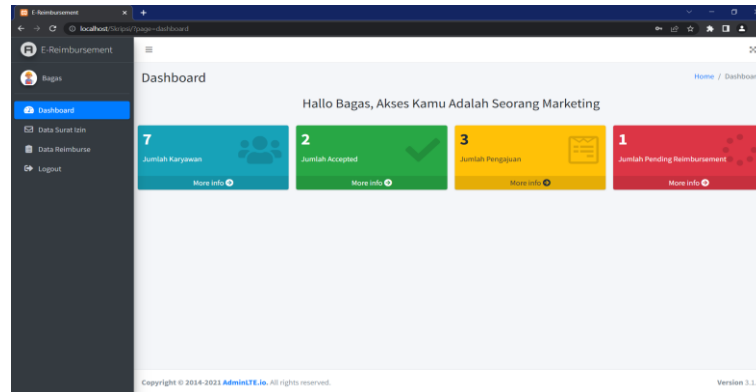 E-Reimbursement
localhost/Skripsi/?page=dashboard
R E-Reimbursement
Bagas
Dashboard
Data Surat Izin
Data Reimburse
Logout
Dashboard
Home / Dashboar
Hallo Bagas, Akses Kamu Adalah Seorang Marketing
7
Jumlah Karyawan
More info
2
Jumlah Accepted
More info
3
Jumlah Pengajuan
More info
1
Jumlah Pending Reimbursement
More info
Copyright © 2014-2021 AdminLTE.io. All rights reserved.
Version 3.1.